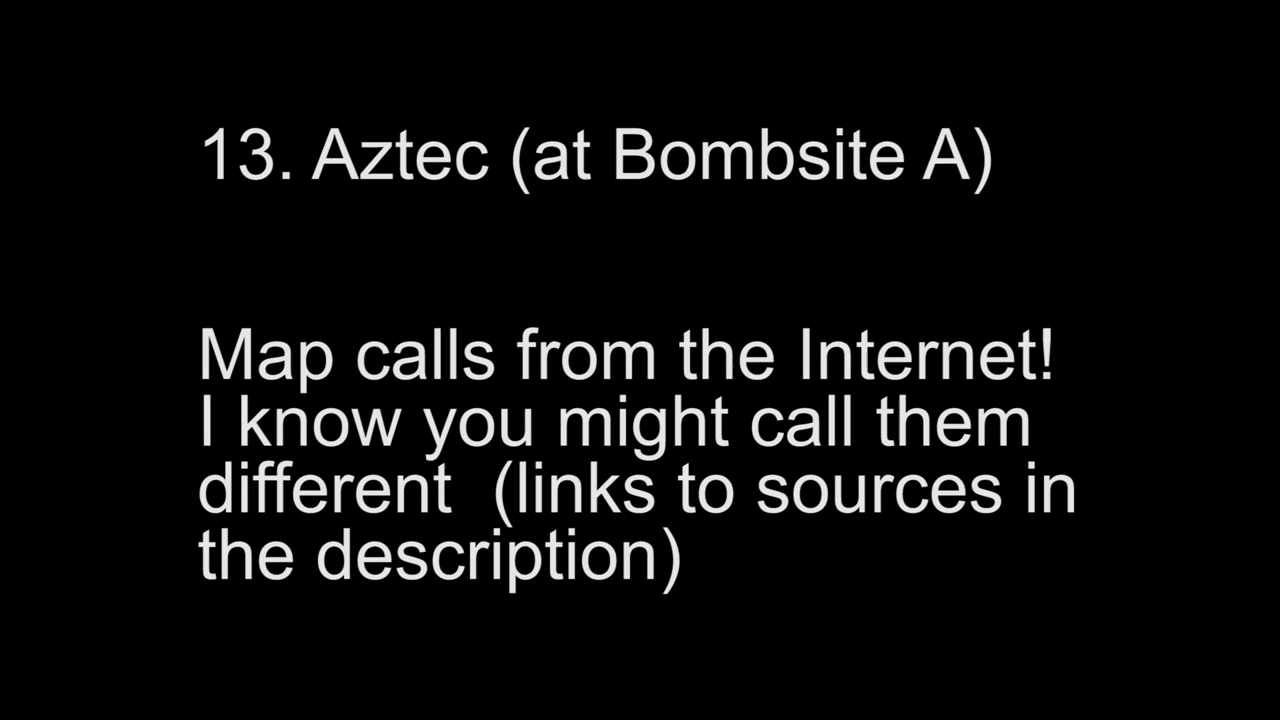 13. Aztec (at Bombsite A)
Map calls from the Internet!
I know you might call them
different  (links to sources in
the description)